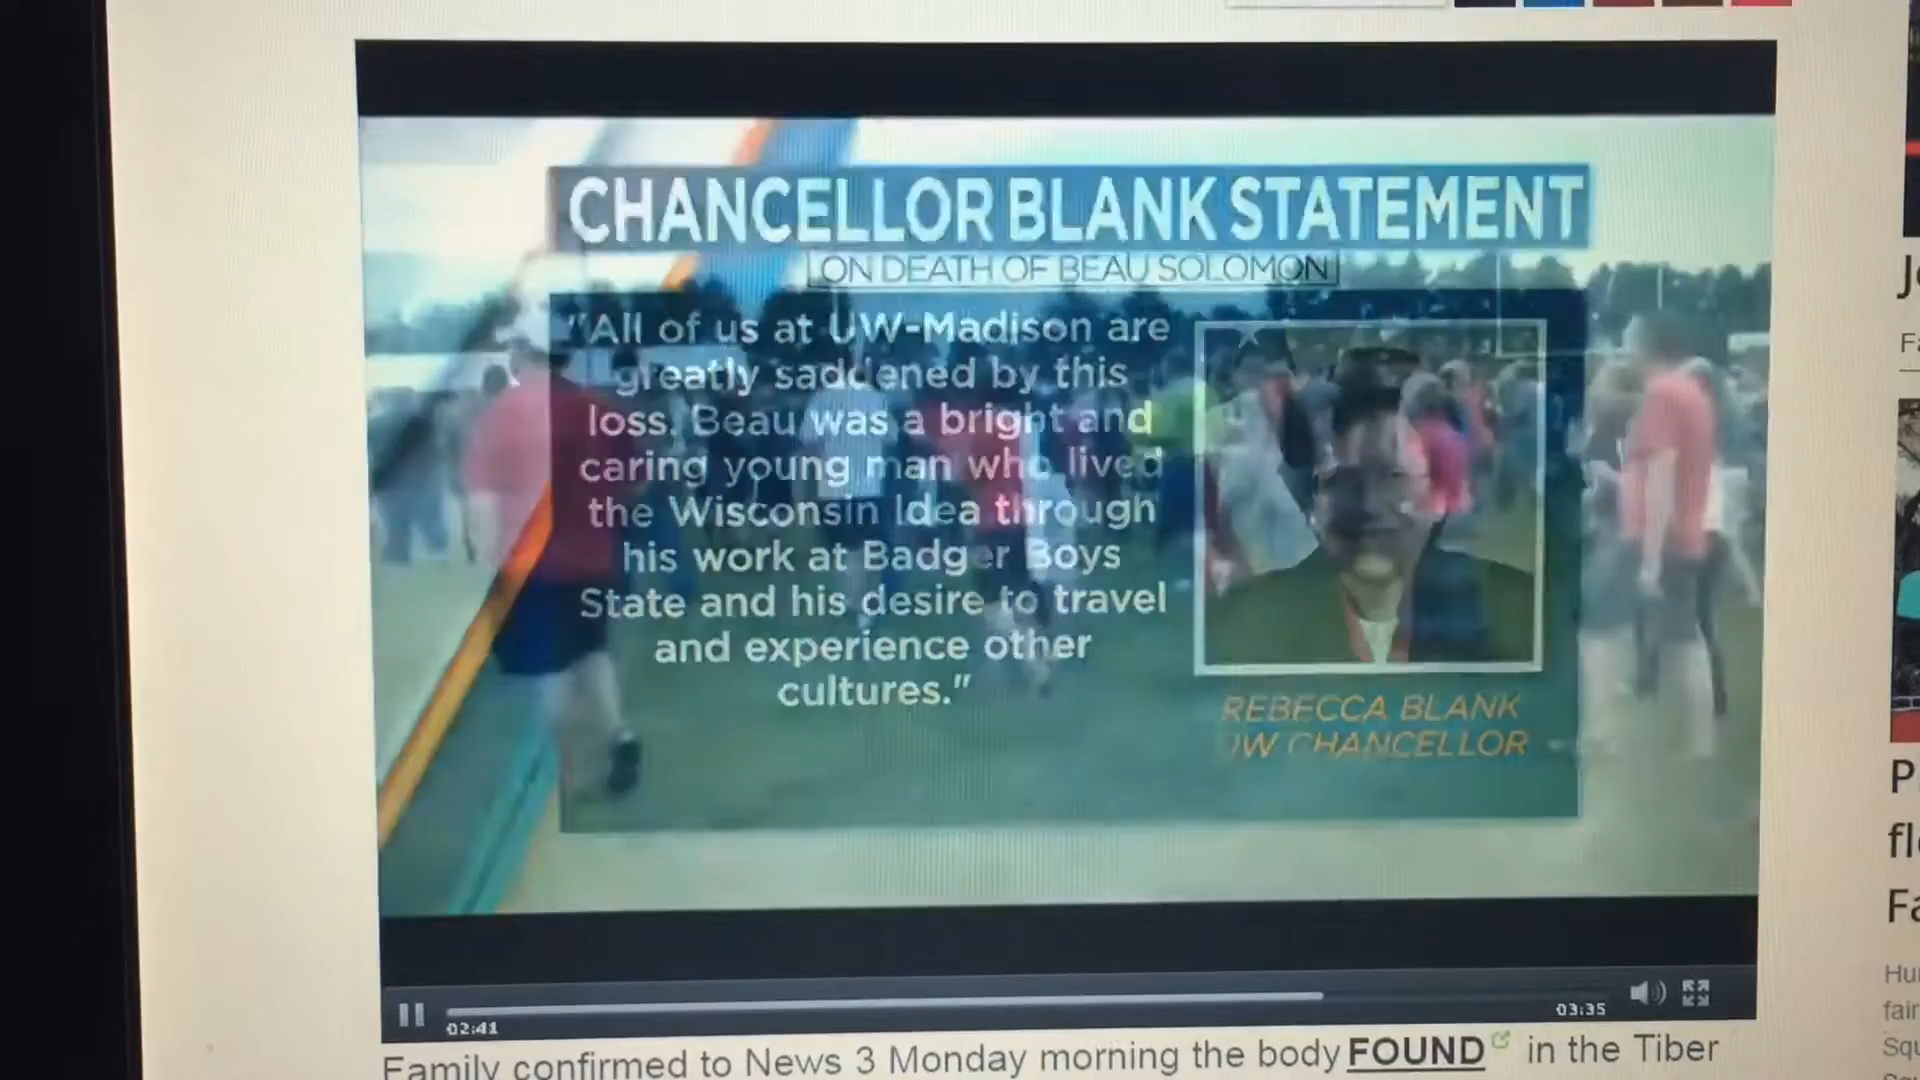 CHANCELLOR BLANK STATEMENT
ON DEATH OF BEAU SOLOMON
"All of us at UW-Madison are
greatly saddened by this
loss. Beau was a bright and
caring young man who lived
the Wisconsin Idea through
his work at Badger Boys
State and his desire to travel
and experience other
cultures."
REBECCA BLANK
UW CHANCELLOR
02:41
03:35
Family confirmed to News 3 Monday morning the body FOUND in the Tiber